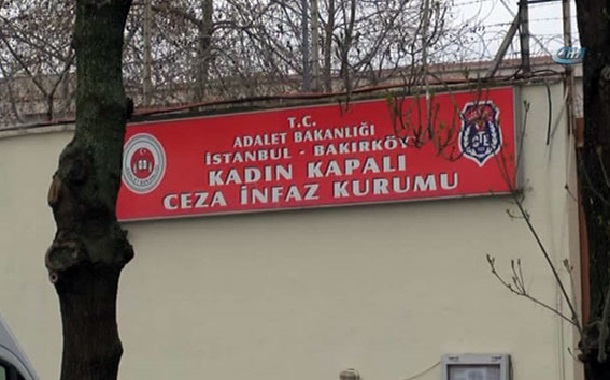 T.C.
ADALET BAKANLIĞI
İSTANBUL - BAKIRKÖY
KADIN KAPALI
CEZA İNFAZ KURUMU